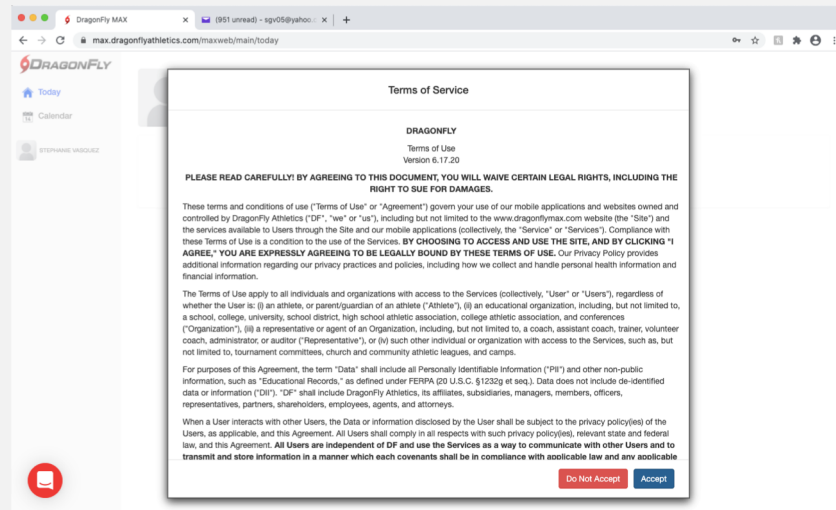 DragonFly MAX
(951 unread) - sgv05@yahoo.
max.dragonflyathletics.com/maxweb/main/today
DRAGONFLY
Today
Calendar
STEPHANIE VASQUEZ
Terms of Service
DRAGONFLY
Terms of Use
Version 6.17.20
PLEASE READ CAREFULLY! BY AGREEING TO THIS DOCUMENT, YOU WILL WAIVE CERTAIN LEGAL RIGHTS, INCLUDING THE
RIGHT TO SUE FOR DAMAGES.
These terms and conditions of use ("Terms of Use" or "Agreement") govern your use of our mobile applications and websites owned and
controlled by DragonFly Athletics ("DF", "we" or "us"), including but not limited to the www.dragonflymax.com website (the "Site") and
the services available to Users through the Site and our mobile applications (collectively, the "Service" or "Services"). Compliance with
these Terms of Use is a condition to the use of the Services. BY CHOOSING TO ACCESS AND USE THE SITE, AND BY CLICKING "I
AGREE," YOU ARE EXPRESSLY AGREEING TO BE LEGALLY BOUND BY THESE TERMS OF USE. Our Privacy Policy provides
additional information regarding our privacy practices and policies, including how we collect and handle personal health information and
financial information.
The Terms of Use apply to all individuals and organizations with access to the Services (collectively, "User" or "Users"), regardless of
whether the User is: (i) an athlete, or parent/guardian of an athlete ("Athlete"), (ii) an educational organization, including, but not limited to,
a school, college, university, school district, high school athletic association, college athletic association, and conferences
("Organization"), (iii) a representative or agent of an Organization, including, but not limited to, a coach, assistant coach, trainer, volunteer
coach, administrator, or auditor ("Representative"), or (iv) such other individual or organization with access to the Services, such as, but
not limited to, tournament committees, church and community athletic leagues, and camps.
For purposes of this Agreement, the term "Data" shall include all Personally Identifiable Information ("PII") and other non-public
information, such as "Educational Records," as defined under FERPA (20 U.S.C. §1232g et seq.). Data does not include de-identified
data or information ("DII"). "DF" shall include DragonFly Athletics, its affiliates, subsidiaries, managers, members, officers,
representatives, partners, shareholders, employees, agents, and attorneys.
When a User interacts with other Users, the Data or information disclosed by the User shall be subject to the privacy policy(ies) of the
Users, as applicable, and this Agreement. All Users shall comply in all respects with such privacy policy(ies), relevant state and federal
law, and this Agreement. All Users are independent of DF and use the Services as a way to communicate with other Users and to
transmit and store information in a manner which each covenants shall be in compliance with applicable law and any applicable
Do Not Accept
Accept